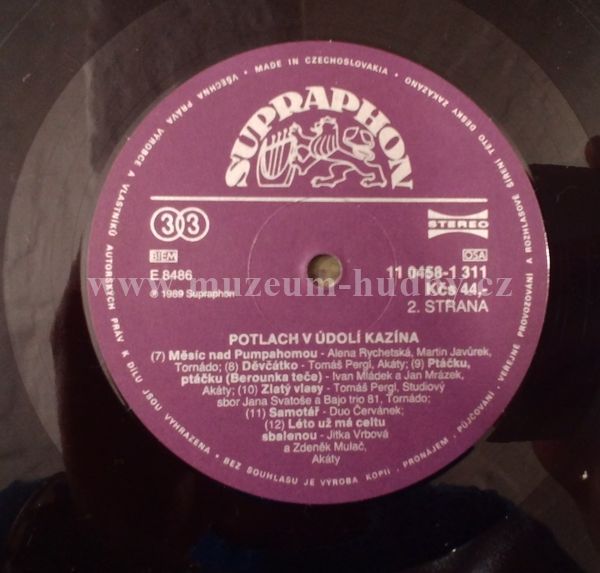 VŠECHNA PRÁVA VÝROBCE A VLASTNÍKŮ AUTORSKÝCH PRÁV K DÍLU JSOU VYHRAZENA • BEZ SOUHLASU JE VÝROBA KOPIÍ • PRONÁJEM • PŮJČOVÁNÍ • VEŘEJNÉ PROVOZOVÁNÍ A ROZHLASOVÉ ŠÍŘENÍ TÉTO DESKY ZAKÁZÁNO • MADE IN CZECHOSLOVAKIA •
SUPRAPHON
33
STEREO
BIEM
OSA
E 8486
11 0458-1 311
Kčs 44,-
℗ 1989 Supraphon
2. STRANA
www.muzeum-hudby.cz
POTLACH V ÚDOLÍ KAZÍNA
(7) Měsíc nad Pumpahomou - Alena Rychetská, Martin Javůrek,
Tornádo; (8) Děvčátko - Tomáš Pergl, Akáty; (9) Ptáčku,
ptáčku (Berounka teče) - Ivan Mládek a Jan Mrázek,
Akáty; (10) Zlatý vlasy - Tomáš Pergl, Studiový
sbor Jana Svatoše a Bajo trio 81, Tornádo;
(11) Samotář - Duo Červánek;
(12) Léto už má celtu
sbalenou - Jitka Vrbová
a Zdeněk Mulač,
Akáty